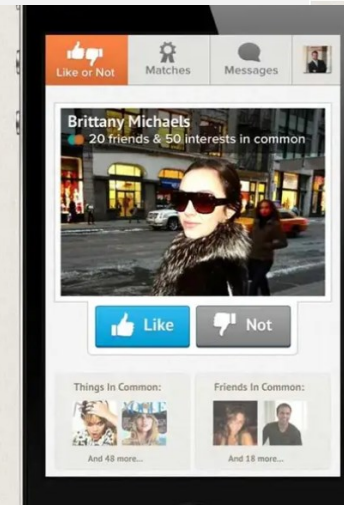 Like or Not
Matches
Messages
Brittany Michaels
20 friends & 50 interests in common
Like
Not
Things In Common:
Friends In Common:
And 48 more...
And 18 more...